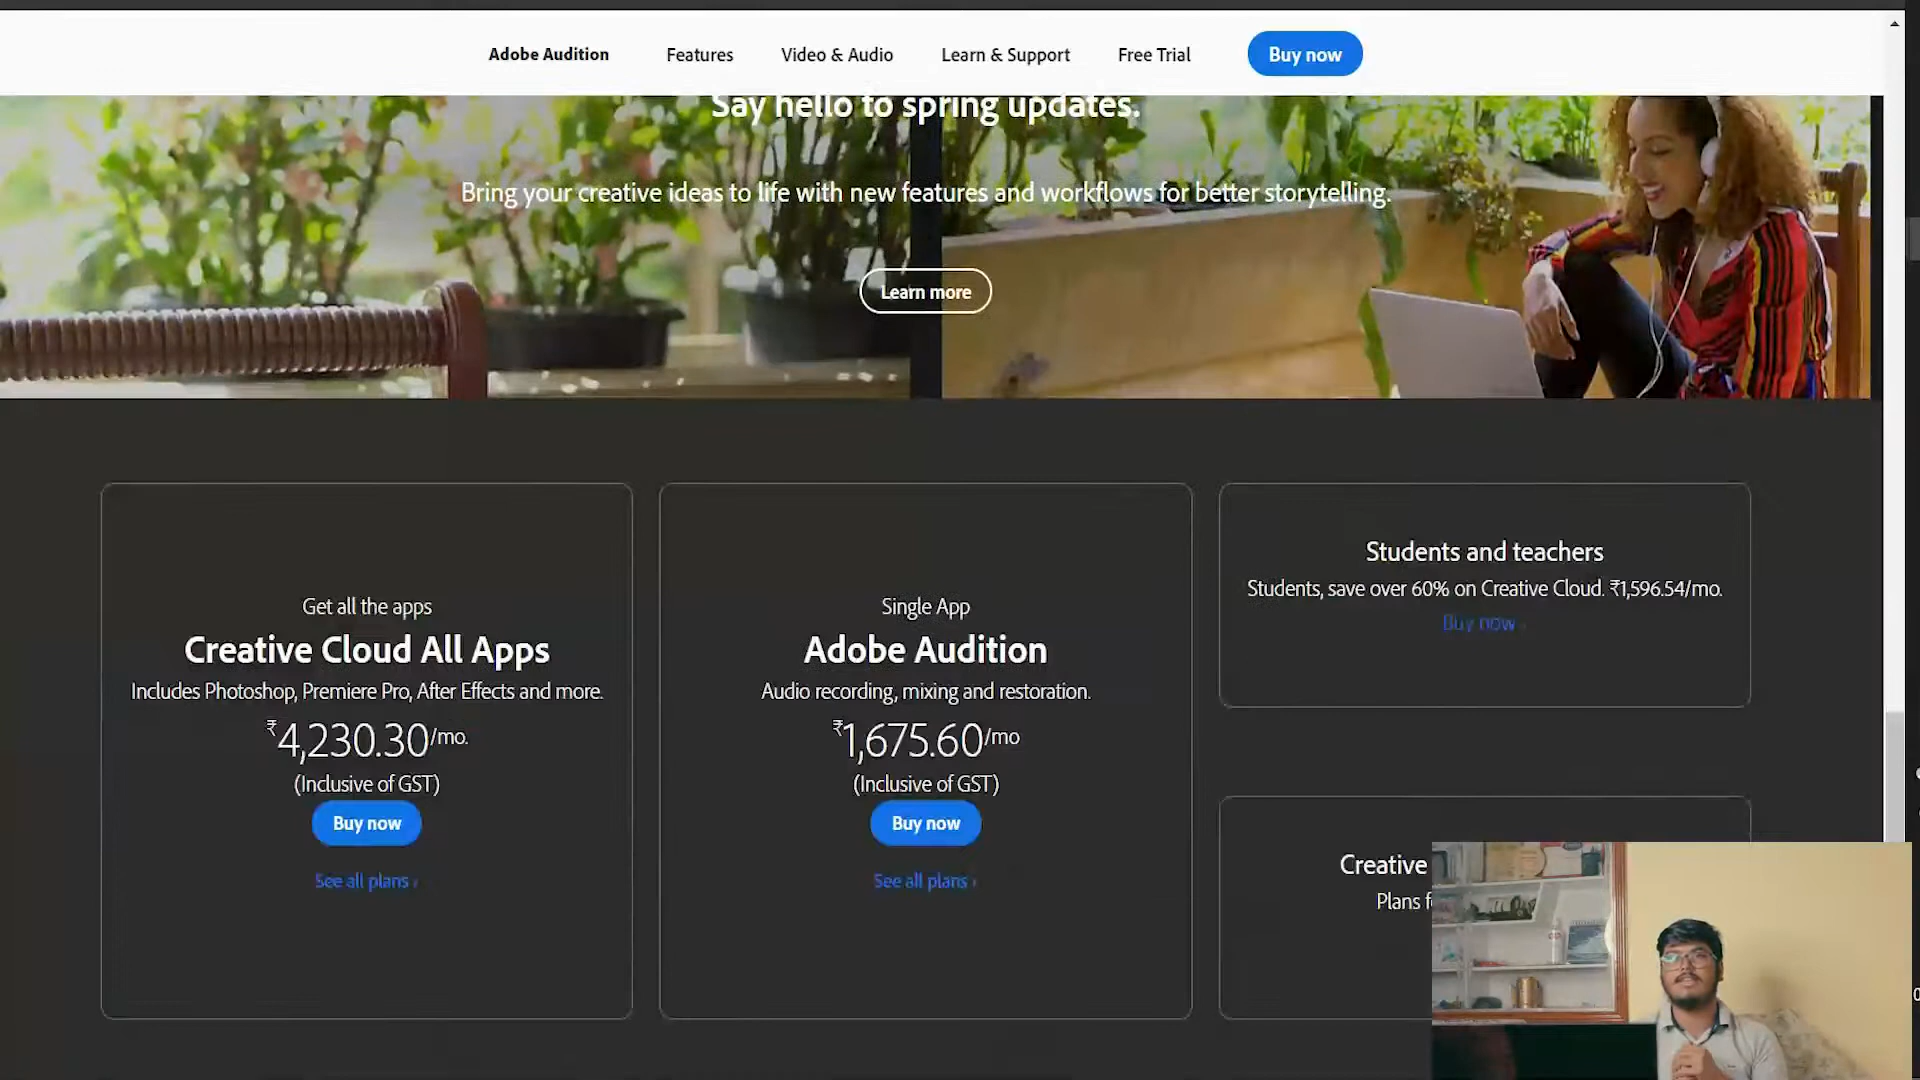 Adobe Audition
Features
Video & Audio
Learn & Support
Free Trial
Buy now
Say hello to spring updates.
Bring your creative ideas to life with new features and workflows for better storytelling.
Learn more
Get all the apps
Creative Cloud All Apps
Includes Photoshop, Premiere Pro, After Effects and more.
₹4,230.30/mo.
(Inclusive of GST)
Buy now
See all plans ›
Single App
Adobe Audition
Audio recording, mixing and restoration.
₹1,675.60/mo
(Inclusive of GST)
Buy now
See all plans ›
Students and teachers
Students, save over 60% on Creative Cloud. ₹1,596.54/mo.
Buy now ›
Creative
Plans